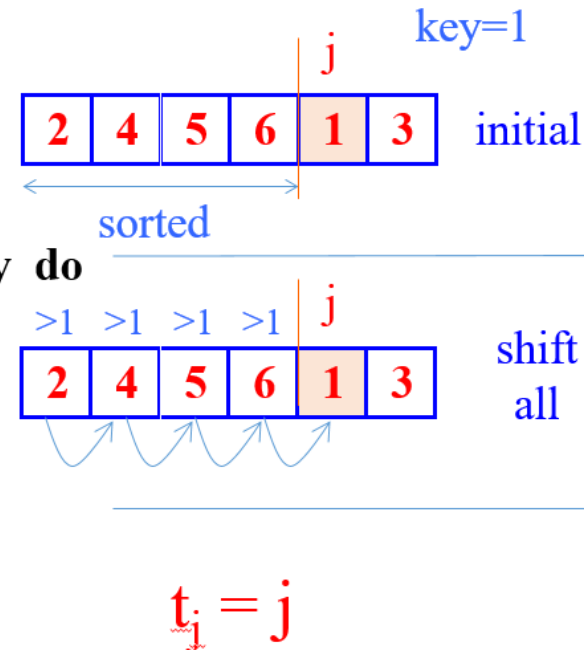 key=1
j
2 4 5 6 1 3 initial
sorted
do
>1 >1 >1 >1 j
2 4 5 6 1 3 shift
all
tj = j